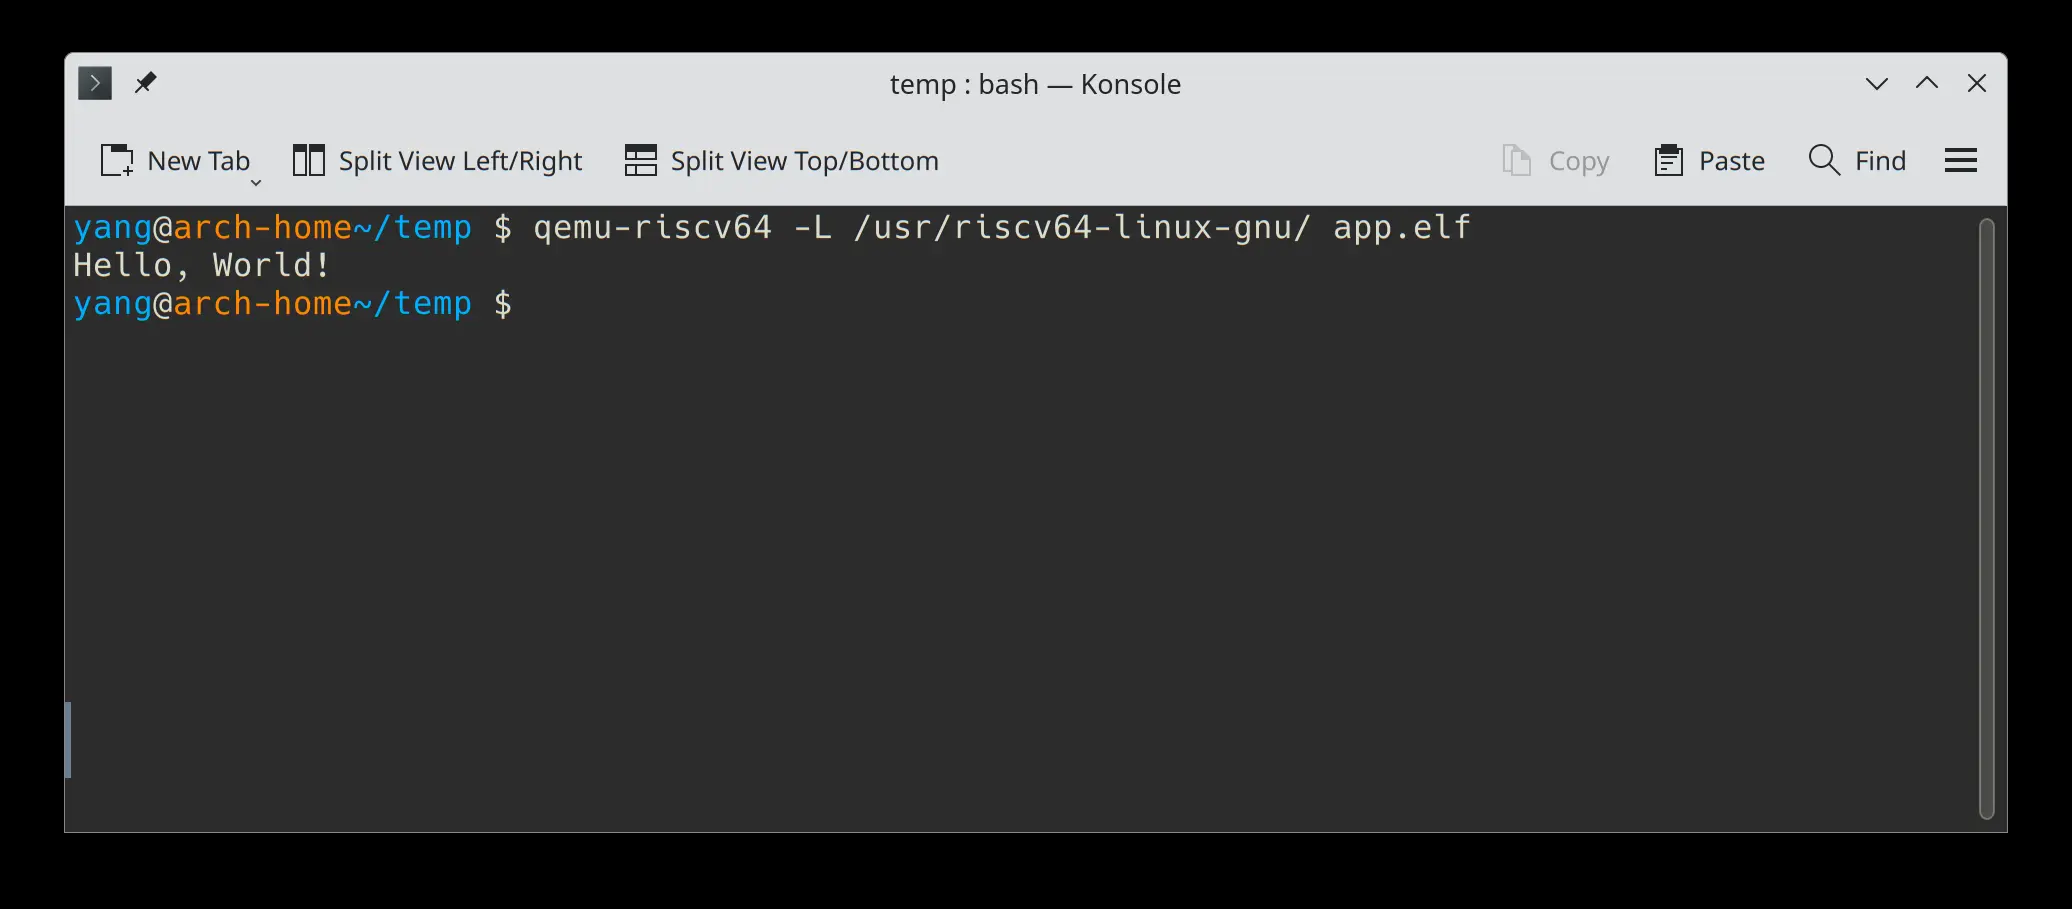 temp : bash — Konsole
New Tab Split View Left/Right Split View Top/Bottom Copy Paste Find
yang@arch-home~/temp $ qemu-riscv64 -L /usr/riscv64-linux-gnu/ app.elf
Hello, World!
yang@arch-home~/temp $